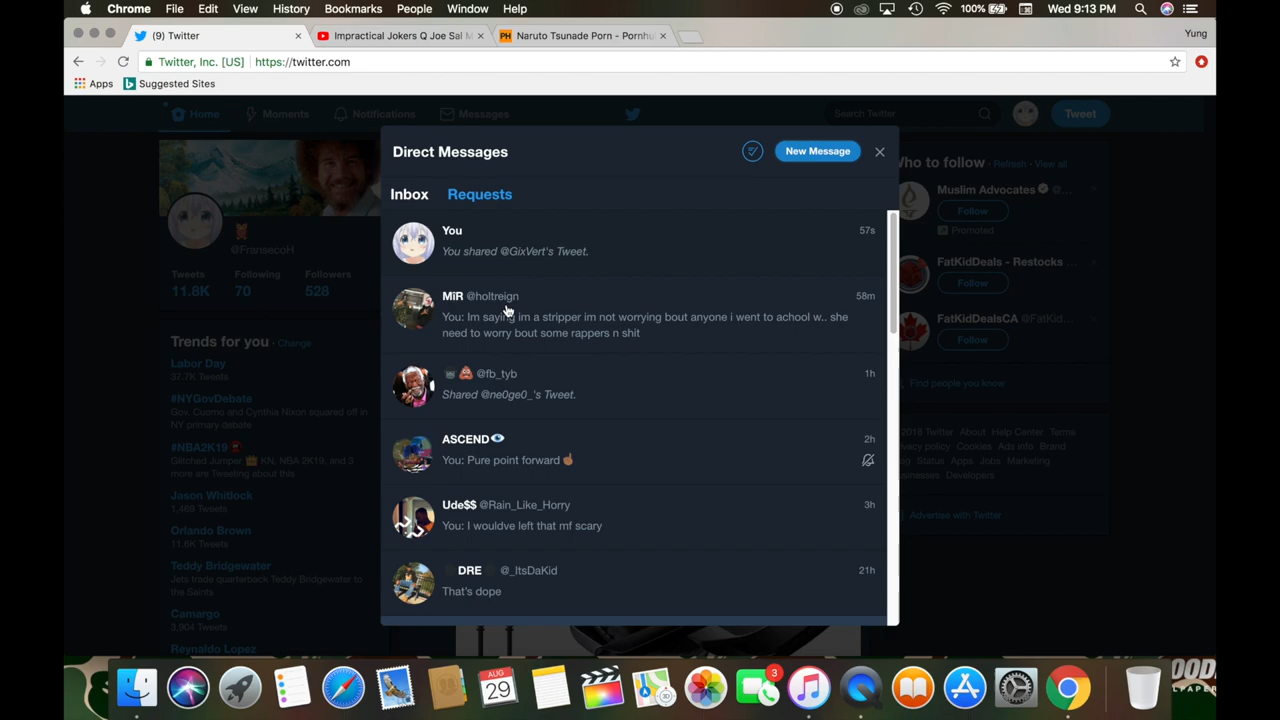 Chrome File Edit View History Bookmarks People Window Help 100% Wed 9:13 PM
(9) Twitter Impractical Jokers Q Joe Sal M Naruto Tsunade Porn - Pornhu Yung
Twitter, Inc. [US] https://twitter.com
Apps Suggested Sites
Home Moments Notifications Messages Search Twitter Tweet
Direct Messages New Message
Inbox Requests
You 57s
You shared @GixVert's Tweet.
MiR @holtreign 58m
You: Im saying im a stripper im not worrying bout anyone i went to achool w.. she
need to worry bout some rappers n shit
@fb_tyb 1h
Shared @ne0ge0_'s Tweet.
ASCEND 2h
You: Pure point forward
Ude$$ @Rain_Like_Horry 3h
You: I wouldve left that mf scary
DRE @_ItsDaKid 21h
That's dope
@FransecoH
Tweets Following Followers
11.8K 70 528
Trends for you · Change
Labor Day
37.7K Tweets
#NYGovDebate
Gov. Cuomo and Cynthia Nixon squared off in
NY primary debate
#NBA2K19
Glitched Jumper KN, NBA 2K19, and 3
more are Tweeting about this
Jason Whitlock
1,469 Tweets
Orlando Brown
11.6K Tweets
Teddy Bridgewater
Jets trade quarterback Teddy Bridgewater to
the Saints
Camargo
3,904 Tweets
Reynaldo Lopez
Who to follow · Refresh · View all
Muslim Advocates @...
Follow
Promoted
FatKidDeals - Restocks ...
Follow
FatKidDealsCA @FatKid...
Follow
Find people you know
2018 Twitter About Help Center Terms
Cookies Ads info Brand
Status Apps Jobs Marketing
Developers
Advertise with Twitter
AUG
29
3
3D